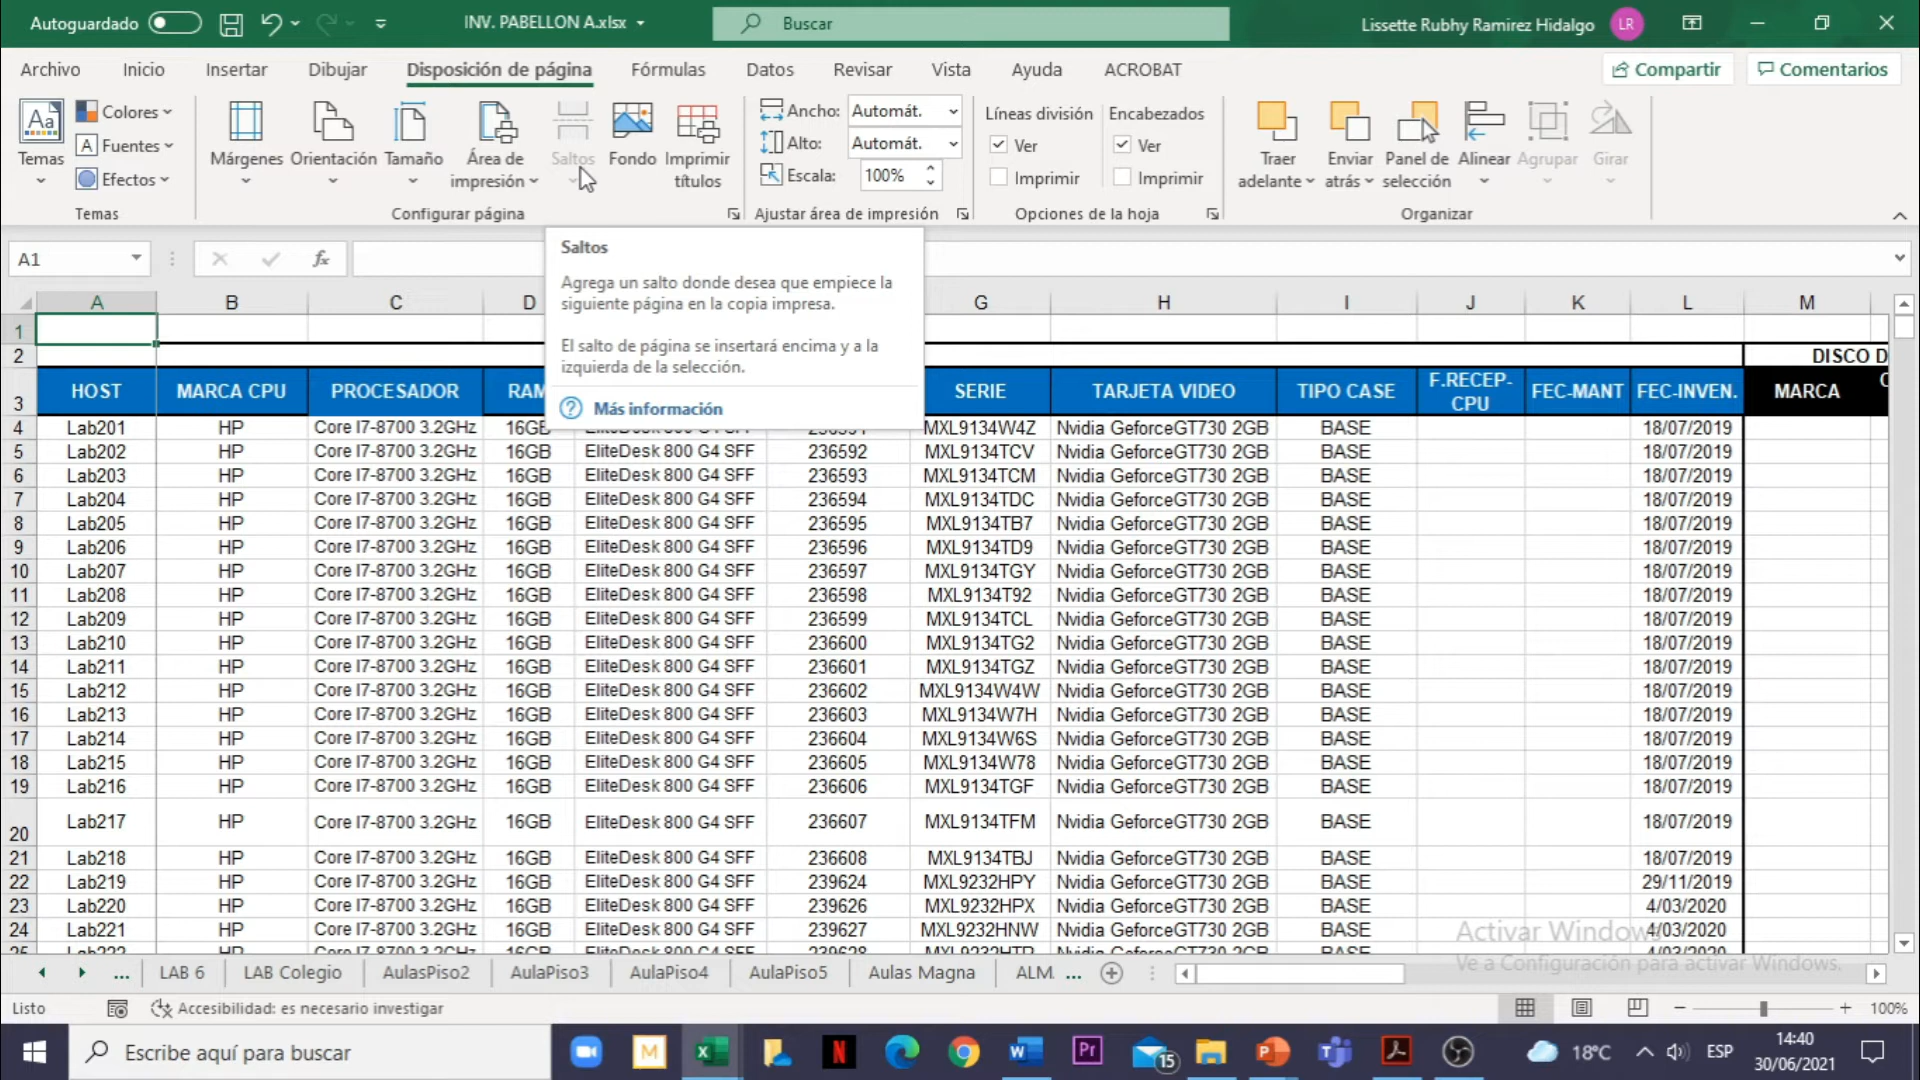 Autoguardado INV. PABELLON A.xlsx Buscar Lissette Rubhy Ramirez Hidalgo LR
Archivo Inicio Insertar Dibujar Disposición de página Fórmulas Datos Revisar Vista Ayuda ACROBAT Compartir Comentarios
Aa Colores Ancho: Automát. Líneas división Encabezados
Fuentes Alto: Automát. Ver Ver
Temas Márgenes Orientación Tamaño Área de impresión Saltos Fondo Imprimir títulos Traer adelante Enviar atrás Panel de selección Alinear Agrupar Girar
Efectos Escala: 100% Imprimir Imprimir
Temas Configurar página Ajustar área de impresión Opciones de la hoja Organizar
A1 fx
Saltos
Agrega un salto donde desea que empiece la
siguiente página en la copia impresa.
El salto de página se insertará encima y a la
izquierda de la selección.
Más información
A B C D G H I J K L M
1
2 DISCO D
3 HOST MARCA CPU PROCESADOR RAM SERIE TARJETA VIDEO TIPO CASE F.RECEP-CPU FEC-MANT FEC-INVEN. MARCA
4 Lab201 HP Core I7-8700 3.2GHz 16GB MXL9134W4Z Nvidia GeforceGT730 2GB BASE 18/07/2019
5 Lab202 HP Core I7-8700 3.2GHz 16GB EliteDesk 800 G4 SFF 236592 MXL9134TCV Nvidia GeforceGT730 2GB BASE 18/07/2019
6 Lab203 HP Core I7-8700 3.2GHz 16GB EliteDesk 800 G4 SFF 236593 MXL9134TCM Nvidia GeforceGT730 2GB BASE 18/07/2019
7 Lab204 HP Core I7-8700 3.2GHz 16GB EliteDesk 800 G4 SFF 236594 MXL9134TDC Nvidia GeforceGT730 2GB BASE 18/07/2019
8 Lab205 HP Core I7-8700 3.2GHz 16GB EliteDesk 800 G4 SFF 236595 MXL9134TB7 Nvidia GeforceGT730 2GB BASE 18/07/2019
9 Lab206 HP Core I7-8700 3.2GHz 16GB EliteDesk 800 G4 SFF 236596 MXL9134TD9 Nvidia GeforceGT730 2GB BASE 18/07/2019
10 Lab207 HP Core I7-8700 3.2GHz 16GB EliteDesk 800 G4 SFF 236597 MXL9134TGY Nvidia GeforceGT730 2GB BASE 18/07/2019
11 Lab208 HP Core I7-8700 3.2GHz 16GB EliteDesk 800 G4 SFF 236598 MXL9134T92 Nvidia GeforceGT730 2GB BASE 18/07/2019
12 Lab209 HP Core I7-8700 3.2GHz 16GB EliteDesk 800 G4 SFF 236599 MXL9134TCL Nvidia GeforceGT730 2GB BASE 18/07/2019
13 Lab210 HP Core I7-8700 3.2GHz 16GB EliteDesk 800 G4 SFF 236600 MXL9134TG2 Nvidia GeforceGT730 2GB BASE 18/07/2019
14 Lab211 HP Core I7-8700 3.2GHz 16GB EliteDesk 800 G4 SFF 236601 MXL9134TGZ Nvidia GeforceGT730 2GB BASE 18/07/2019
15 Lab212 HP Core I7-8700 3.2GHz 16GB EliteDesk 800 G4 SFF 236602 MXL9134W4W Nvidia GeforceGT730 2GB BASE 18/07/2019
16 Lab213 HP Core I7-8700 3.2GHz 16GB EliteDesk 800 G4 SFF 236603 MXL9134W7H Nvidia GeforceGT730 2GB BASE 18/07/2019
17 Lab214 HP Core I7-8700 3.2GHz 16GB EliteDesk 800 G4 SFF 236604 MXL9134W6S Nvidia GeforceGT730 2GB BASE 18/07/2019
18 Lab215 HP Core I7-8700 3.2GHz 16GB EliteDesk 800 G4 SFF 236605 MXL9134W78 Nvidia GeforceGT730 2GB BASE 18/07/2019
19 Lab216 HP Core I7-8700 3.2GHz 16GB EliteDesk 800 G4 SFF 236606 MXL9134TGF Nvidia GeforceGT730 2GB BASE 18/07/2019
20 Lab217 HP Core I7-8700 3.2GHz 16GB EliteDesk 800 G4 SFF 236607 MXL9134TFM Nvidia GeforceGT730 2GB BASE 18/07/2019
21 Lab218 HP Core I7-8700 3.2GHz 16GB EliteDesk 800 G4 SFF 236608 MXL9134TBJ Nvidia GeforceGT730 2GB BASE 18/07/2019
22 Lab219 HP Core I7-8700 3.2GHz 16GB EliteDesk 800 G4 SFF 239624 MXL9232HPY Nvidia GeforceGT730 2GB BASE 29/11/2019
23 Lab220 HP Core I7-8700 3.2GHz 16GB EliteDesk 800 G4 SFF 239626 MXL9232HPX Nvidia GeforceGT730 2GB BASE 4/03/2020
24 Lab221 HP Core I7-8700 3.2GHz 16GB EliteDesk 800 G4 SFF 239627 MXL9232HNW Nvidia GeforceGT730 2GB BASE 4/03/2020
Activar Windows
Ve a Configuración para activar Windows.
... LAB 6 LAB Colegio AulasPiso2 AulaPiso3 AulaPiso4 AulaPiso5 Aulas Magna ALM. ...
Listo Accesibilidad: es necesario investigar 100%
Escribe aquí para buscar M N W Pr 15 18°C ESP 14:40
30/06/2021